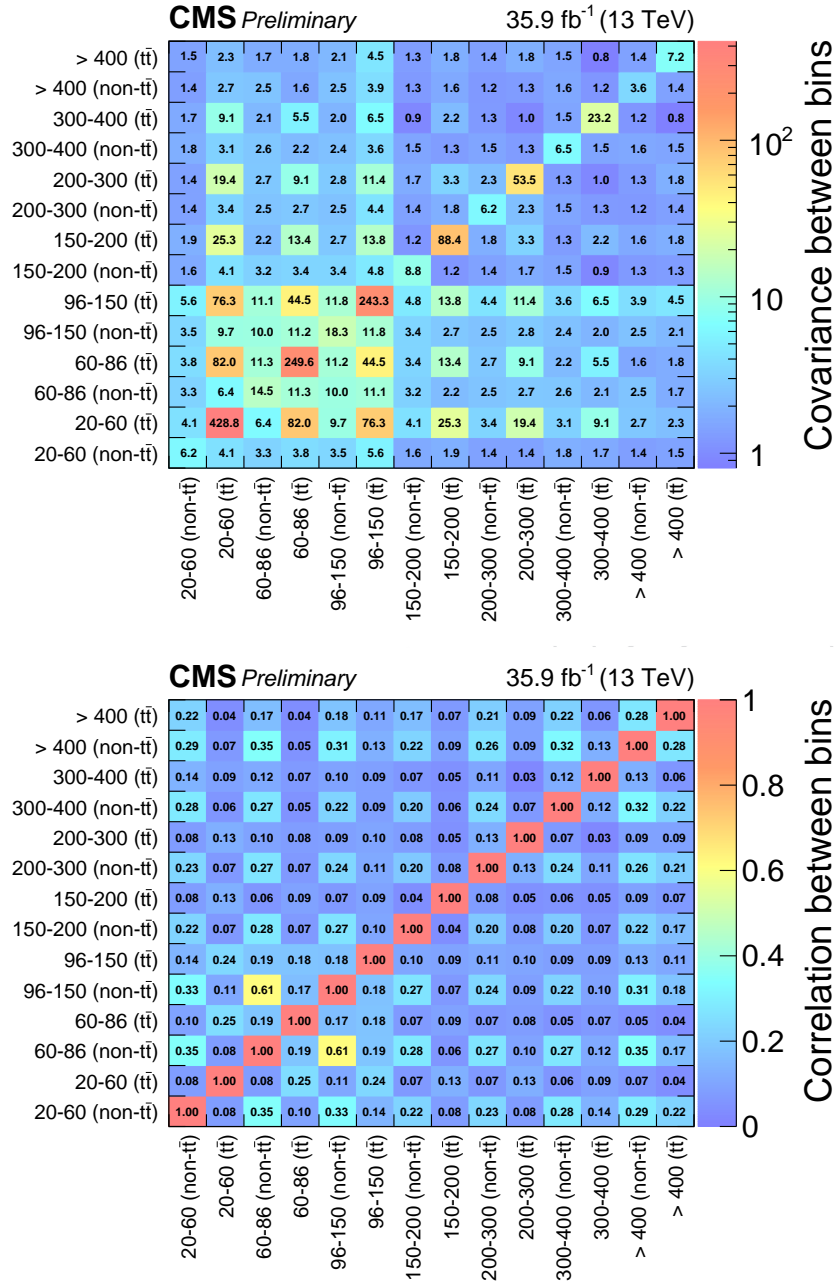 CMS Preliminary 35.9 fb⁻¹ (13 TeV)
> 400 (tt̄) 1.5 2.3 1.7 1.8 2.1 4.5 1.3 1.8 1.4 1.8 1.5 0.8 1.4 7.2
> 400 (non-tt̄) 1.4 2.7 2.5 1.6 2.5 3.9 1.3 1.6 1.2 1.3 1.6 1.2 3.6 1.4
300-400 (tt̄) 1.7 9.1 2.1 5.5 2.0 6.5 0.9 2.2 1.3 1.0 1.5 23.2 1.2 0.8
300-400 (non-tt̄) 1.8 3.1 2.6 2.2 2.4 3.6 1.5 1.3 1.5 1.3 6.5 1.5 1.6 1.5
200-300 (tt̄) 1.4 19.4 2.7 9.1 2.8 11.4 1.7 3.3 2.3 53.5 1.3 1.0 1.3 1.8
200-300 (non-tt̄) 1.4 3.4 2.5 2.7 2.5 4.4 1.4 1.8 6.2 2.3 1.5 1.3 1.2 1.4
150-200 (tt̄) 1.9 25.3 2.2 13.4 2.7 13.8 1.2 88.4 1.8 3.3 1.3 2.2 1.6 1.8
150-200 (non-tt̄) 1.6 4.1 3.2 3.4 3.4 4.8 8.8 1.2 1.4 1.7 1.5 0.9 1.3 1.3
96-150 (tt̄) 5.6 76.3 11.1 44.5 11.8 243.3 4.8 13.8 4.4 11.4 3.6 6.5 3.9 4.5
96-150 (non-tt̄) 3.5 9.7 10.0 11.2 18.3 11.8 3.4 2.7 2.5 2.8 2.4 2.0 2.5 2.1
60-86 (tt̄) 3.8 82.0 11.3 249.6 11.2 44.5 3.4 13.4 2.7 9.1 2.2 5.5 1.6 1.8
60-86 (non-tt̄) 3.3 6.4 14.5 11.3 10.0 11.1 3.2 2.2 2.5 2.7 2.6 2.1 2.5 1.7
20-60 (tt̄) 4.1 428.8 6.4 82.0 9.7 76.3 4.1 25.3 3.4 19.4 3.1 9.1 2.7 2.3
20-60 (non-tt̄) 6.2 4.1 3.3 3.8 3.5 5.6 1.6 1.9 1.4 1.4 1.8 1.7 1.4 1.5
20-60 (non-tt̄)
20-60 (tt̄)
60-86 (non-tt̄)
60-86 (tt̄)
96-150 (non-tt̄)
96-150 (tt̄)
150-200 (non-tt̄)
150-200 (tt̄)
200-300 (non-tt̄)
200-300 (tt̄)
300-400 (non-tt̄)
300-400 (tt̄)
> 400 (non-tt̄)
> 400 (tt̄)
10²
10
1
Covariance between bins
CMS Preliminary 35.9 fb⁻¹ (13 TeV)
> 400 (tt̄) 0.22 0.04 0.17 0.04 0.18 0.11 0.17 0.07 0.21 0.09 0.22 0.06 0.28 1.00
> 400 (non-tt̄) 0.29 0.07 0.35 0.05 0.31 0.13 0.22 0.09 0.26 0.09 0.32 0.13 1.00 0.28
300-400 (tt̄) 0.14 0.09 0.12 0.07 0.10 0.09 0.07 0.05 0.11 0.03 0.12 1.00 0.13 0.06
300-400 (non-tt̄) 0.28 0.06 0.27 0.05 0.22 0.09 0.20 0.06 0.24 0.07 1.00 0.12 0.32 0.22
200-300 (tt̄) 0.08 0.13 0.10 0.08 0.09 0.10 0.08 0.05 0.13 1.00 0.07 0.03 0.09 0.09
200-300 (non-tt̄) 0.23 0.07 0.27 0.07 0.24 0.11 0.20 0.08 1.00 0.13 0.24 0.11 0.26 0.21
150-200 (tt̄) 0.08 0.13 0.06 0.09 0.07 0.09 0.04 1.00 0.08 0.05 0.06 0.05 0.09 0.07
150-200 (non-tt̄) 0.22 0.07 0.28 0.07 0.27 0.10 1.00 0.04 0.20 0.08 0.20 0.07 0.22 0.17
96-150 (tt̄) 0.14 0.24 0.19 0.18 0.18 1.00 0.10 0.09 0.11 0.10 0.09 0.09 0.13 0.11
96-150 (non-tt̄) 0.33 0.11 0.61 0.17 1.00 0.18 0.27 0.07 0.24 0.09 0.22 0.10 0.31 0.18
60-86 (tt̄) 0.10 0.25 0.19 1.00 0.17 0.18 0.07 0.09 0.07 0.08 0.05 0.07 0.05 0.04
60-86 (non-tt̄) 0.35 0.08 1.00 0.19 0.61 0.19 0.28 0.06 0.27 0.10 0.27 0.12 0.35 0.17
20-60 (tt̄) 0.08 1.00 0.08 0.25 0.11 0.24 0.07 0.13 0.07 0.13 0.06 0.09 0.07 0.04
20-60 (non-tt̄) 1.00 0.08 0.35 0.10 0.33 0.14 0.22 0.08 0.23 0.08 0.28 0.14 0.29 0.22
20-60 (non-tt̄)
20-60 (tt̄)
60-86 (non-tt̄)
60-86 (tt̄)
96-150 (non-tt̄)
96-150 (tt̄)
150-200 (non-tt̄)
150-200 (tt̄)
200-300 (non-tt̄)
200-300 (tt̄)
300-400 (non-tt̄)
300-400 (tt̄)
> 400 (non-tt̄)
> 400 (tt̄)
1
0.8
0.6
0.4
0.2
0
Correlation between bins